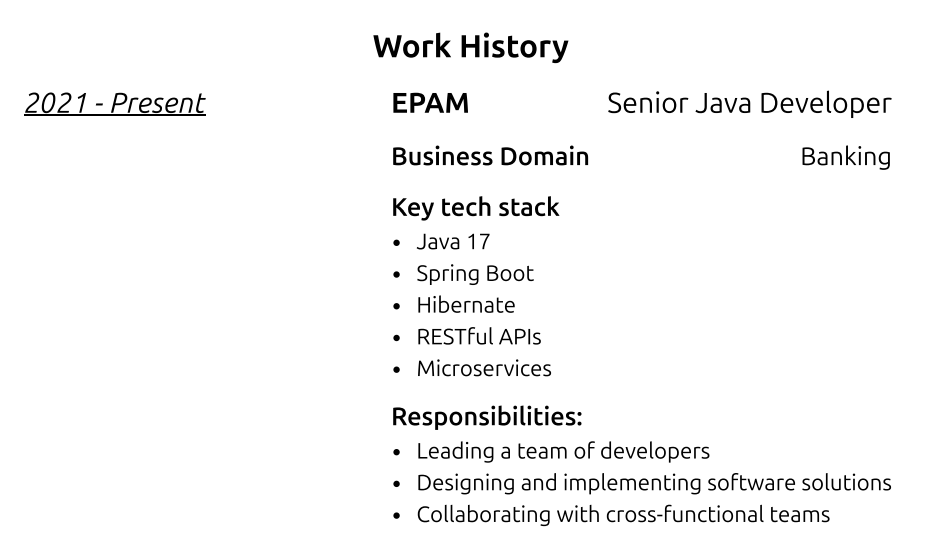 Work History
2021 - Present EPAM Senior Java Developer
Business Domain Banking
Key tech stack
• Java 17
• Spring Boot
• Hibernate
• RESTful APIs
• Microservices
Responsibilities:
• Leading a team of developers
• Designing and implementing software solutions
• Collaborating with cross-functional teams